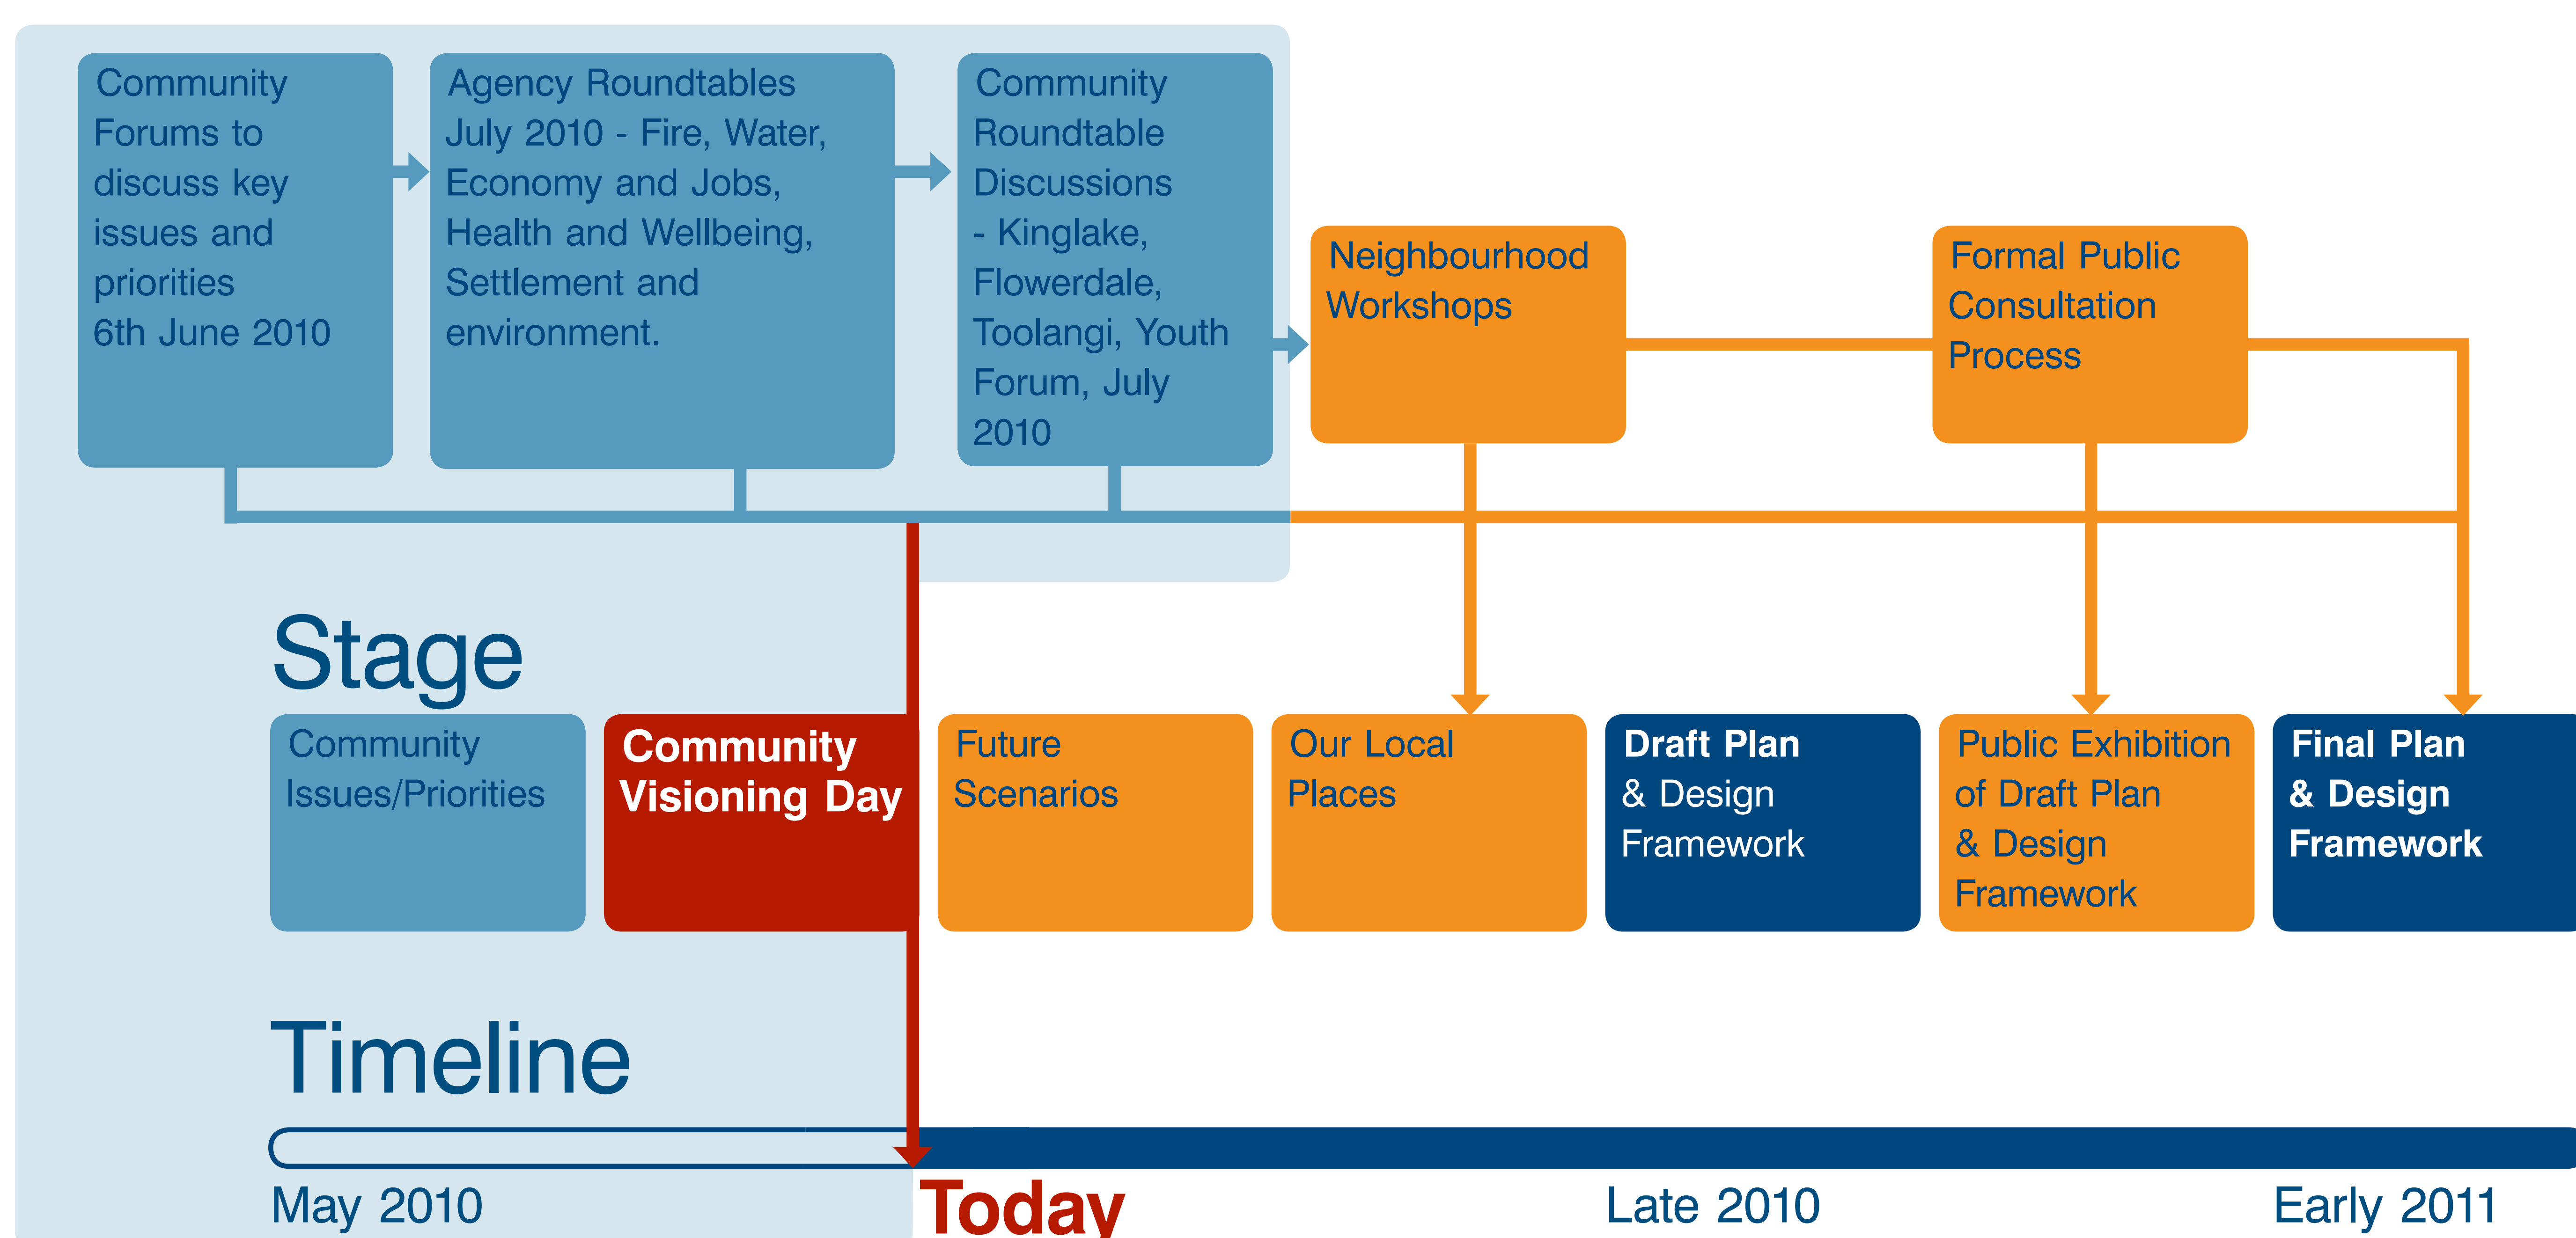 Community
Forums to
discuss key
issues and
priorities
6th June 2010
Agency Roundtables
July 2010 - Fire, Water,
Economy and Jobs,
Health and Wellbeing,
Settlement and
environment.
Community
Roundtable
Discussions
- Kinglake,
Flowerdale,
Toolangi, Youth
Forum, July
2010
Neighbourhood
Workshops
Formal Public
Consultation
Process
Stage
Community
Issues/Priorities
Community
Visioning Day
Future
Scenarios
Our Local
Places
Draft Plan
& Design
Framework
Public Exhibition
of Draft Plan
& Design
Framework
Final Plan
& Design
Framework
Timeline
May 2010
Today
Late 2010
Early 2011